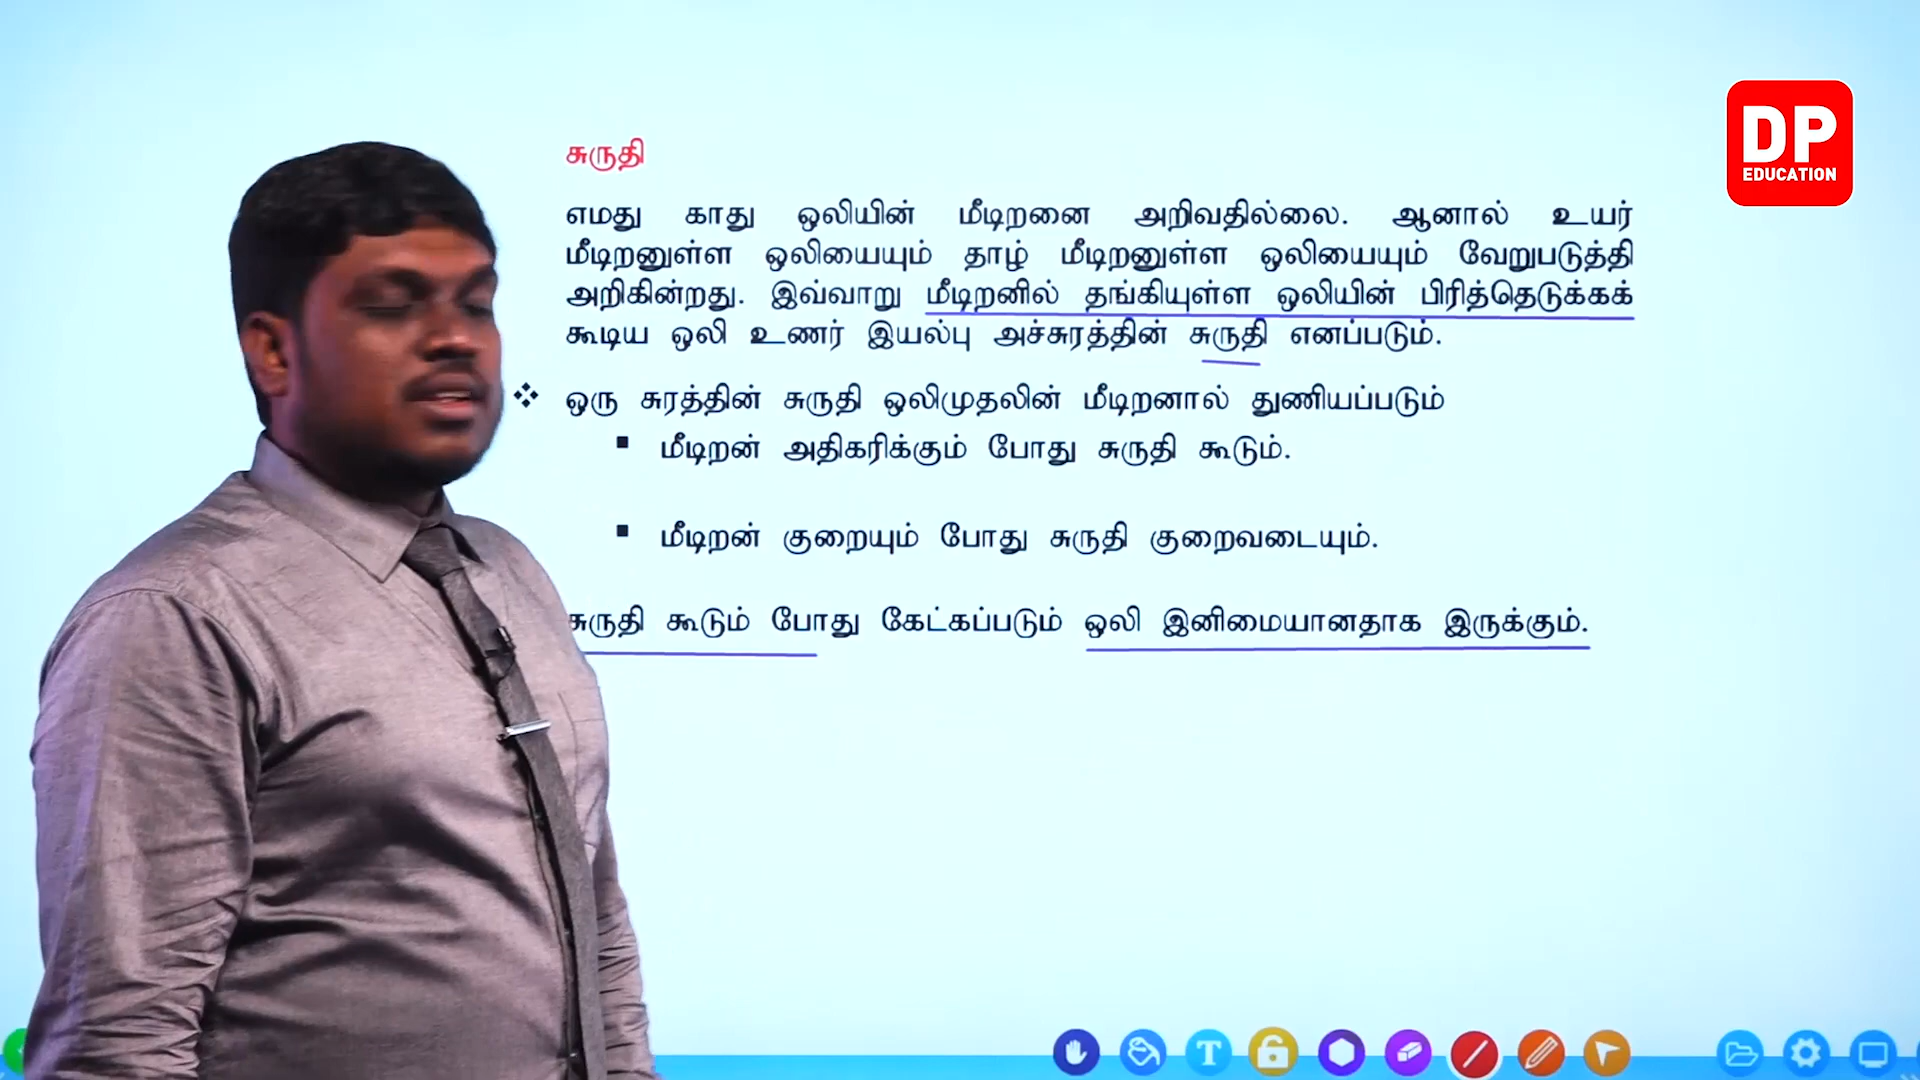 DP
EDUCATION
சுருதி
எமது காது ஒலியின் மீடிறனை அறிவதில்லை. ஆனால் உயர்
மீடிறனுள்ள ஒலியையும் தாழ் மீடிறனுள்ள ஒலியையும் வேறுபடுத்தி
அறிகின்றது. இவ்வாறு மீடிறனில் தங்கியுள்ள ஒலியின் பிரித்தெடுக்கக்
கூடிய ஒலி உணர் இயல்பு அச்சுரத்தின் சுருதி எனப்படும்.
❖ ஒரு சுரத்தின் சுருதி ஒலிமுதலின் மீடிறனால் துணியப்படும்
▪ மீடிறன் அதிகரிக்கும் போது சுருதி கூடும்.
▪ மீடிறன் குறையும் போது சுருதி குறைவடையும்.
சுருதி கூடும் போது கேட்கப்படும் ஒலி இனிமையானதாக இருக்கும்.
T